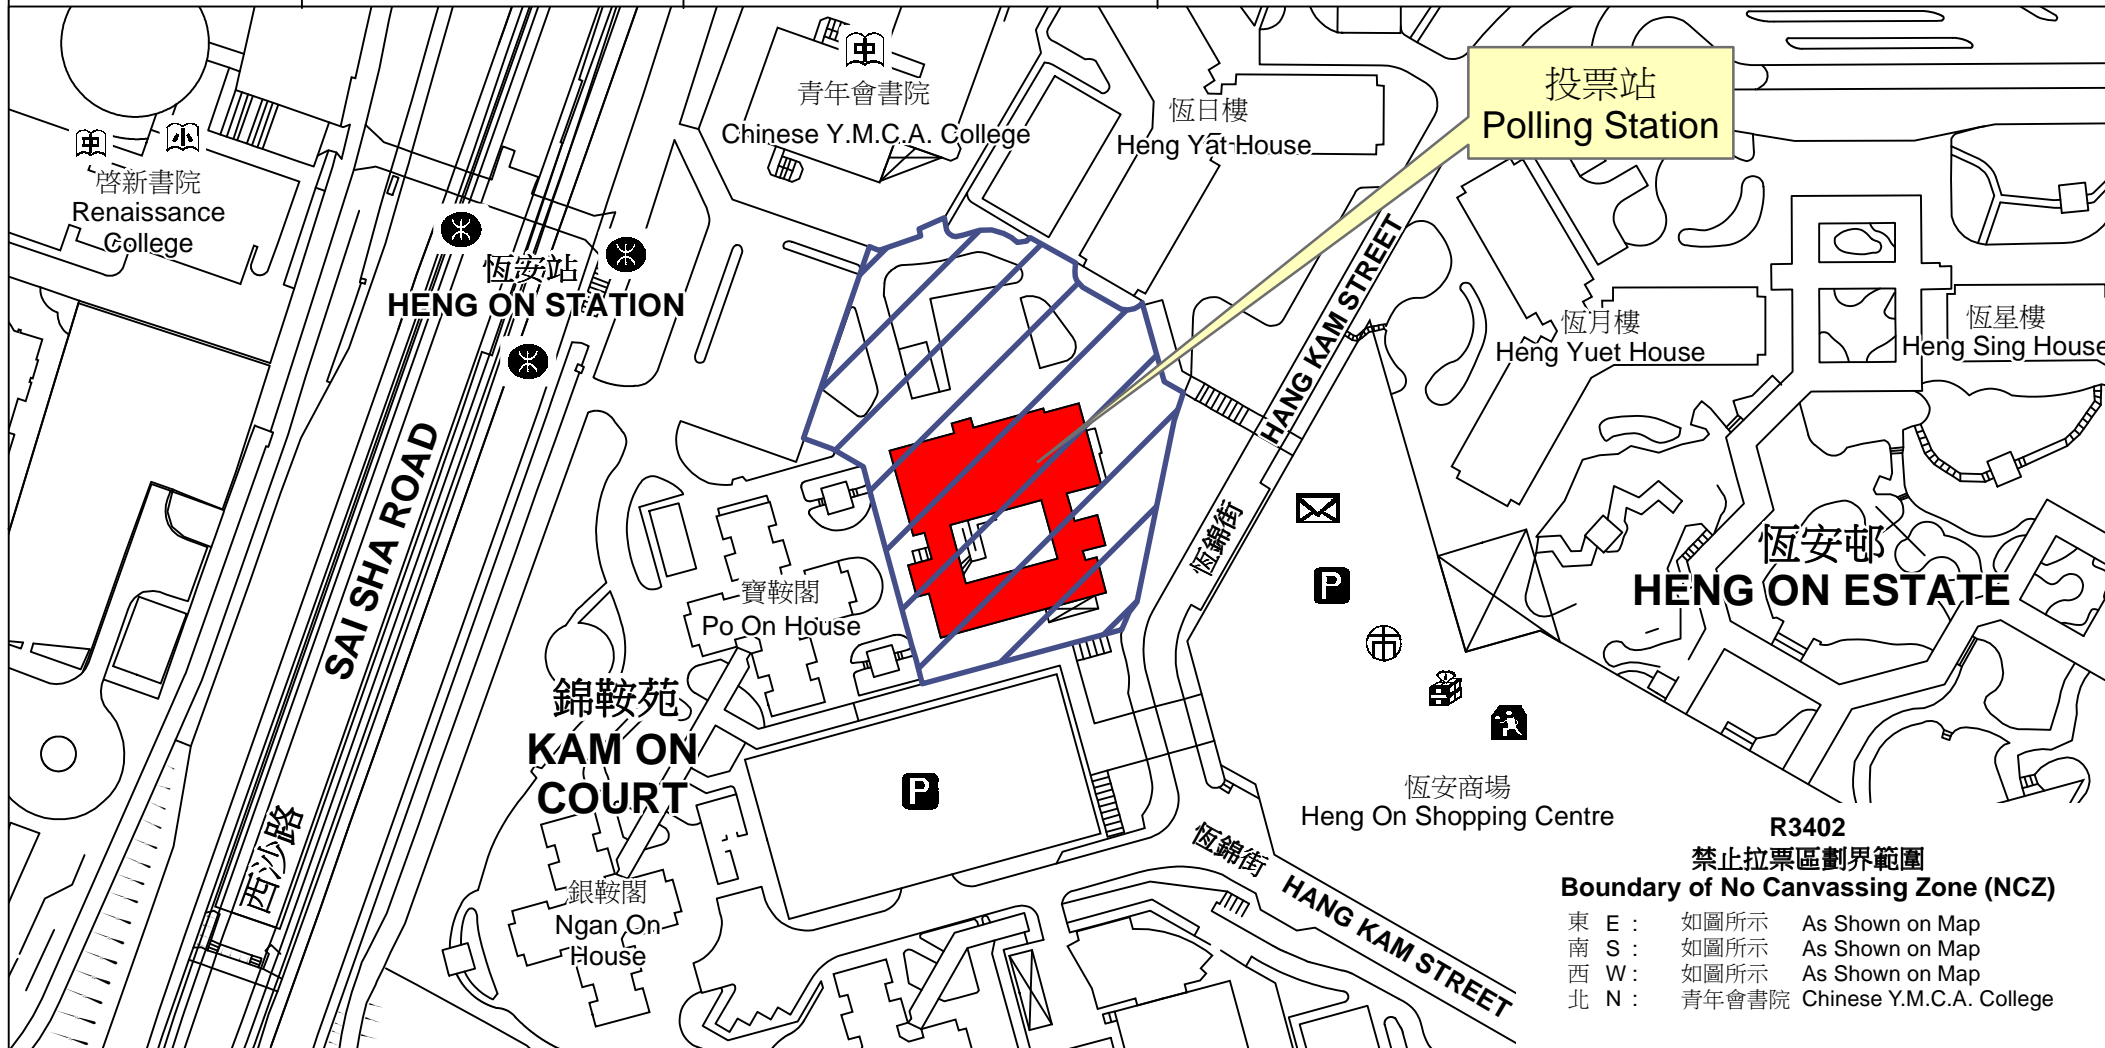 中
青年會書院
Chinese Y.M.C.A. College
恆日樓
Heng Yat House
投票站
Polling Station
中
小
啓新書院
Renaissance
College
恆安站
HENG ON STATION
HANG KAM STREET
恆月樓
Heng Yuet House
恆星樓
Heng Sing House
SAI SHA ROAD
恆錦街
P
市
恆安邨
HENG ON ESTATE
寶鞍閣
Po On House
錦鞍苑
KAM ON
COURT
P
恆安商場
Heng On Shopping Centre
西沙路
恆錦街
HANG KAM STREET
銀鞍閣
Ngan On
House
R3402
禁止拉票區劃界範圍
Boundary of No Canvassing Zone (NCZ)
東 E : 如圖所示 As Shown on Map
南 S : 如圖所示 As Shown on Map
西 W : 如圖所示 As Shown on Map
北 N : 青年會書院 Chinese Y.M.C.A. College